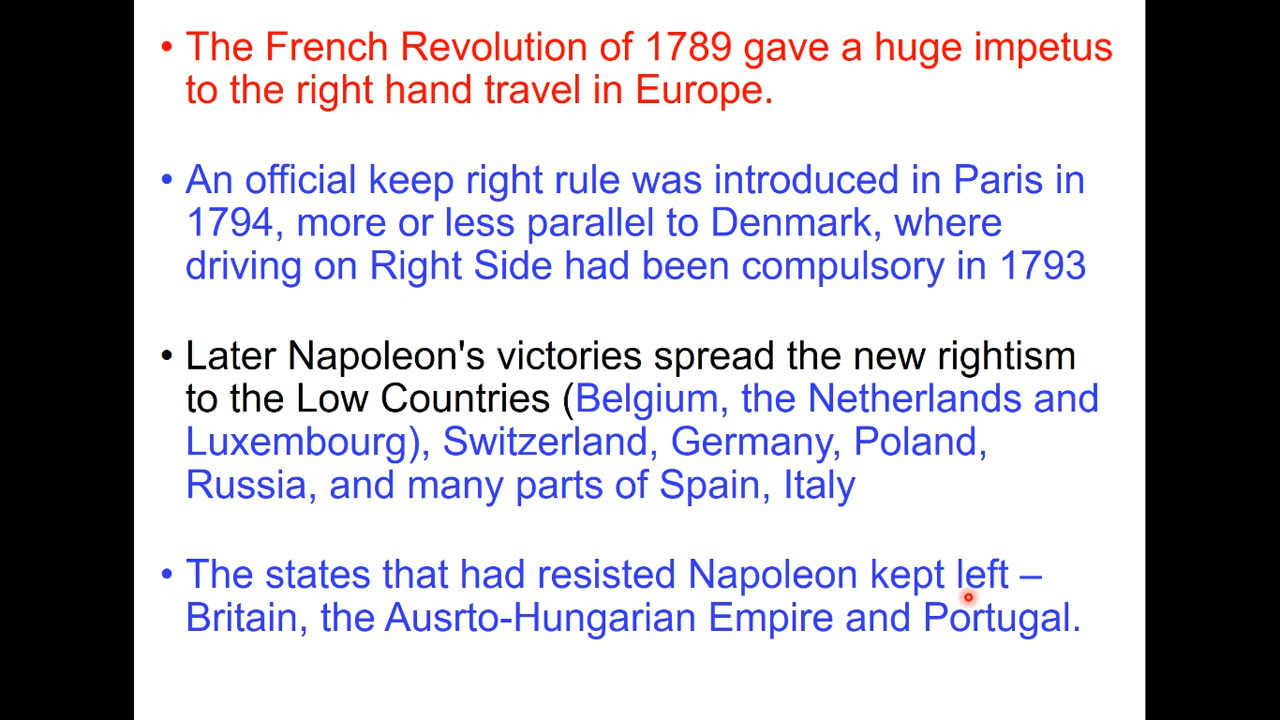 • The French Revolution of 1789 gave a huge impetus
to the right hand travel in Europe.
• An official keep right rule was introduced in Paris in
1794, more or less parallel to Denmark, where
driving on Right Side had been compulsory in 1793
• Later Napoleon's victories spread the new rightism
to the Low Countries (Belgium, the Netherlands and
Luxembourg), Switzerland, Germany, Poland,
Russia, and many parts of Spain, Italy
• The states that had resisted Napoleon kept left –
Britain, the Ausrto-Hungarian Empire and Portugal.